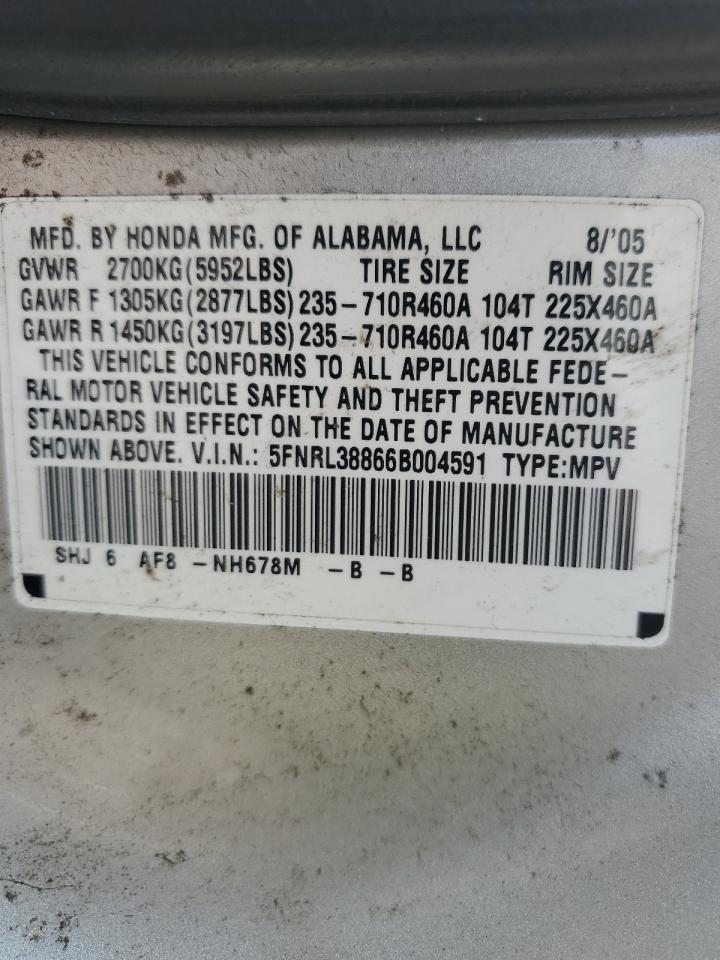 MFD. BY HONDA MFG. OF ALABAMA, LLC 8/'05
GVWR 2700KG(5952LBS) TIRE SIZE RIM SIZE
GAWR F 1305KG(2877LBS) 235-710R460A 104T 225X460A
GAWR R 1450KG(3197LBS) 235-710R460A 104T 225X460A
THIS VEHICLE CONFORMS TO ALL APPLICABLE FEDE-
RAL MOTOR VEHICLE SAFETY AND THEFT PREVENTION
STANDARDS IN EFFECT ON THE DATE OF MANUFACTURE
SHOWN ABOVE. V.I.N.: 5FNRL38866B004591 TYPE:MPV
SHJ 6 AF8 -NH678M -B -B